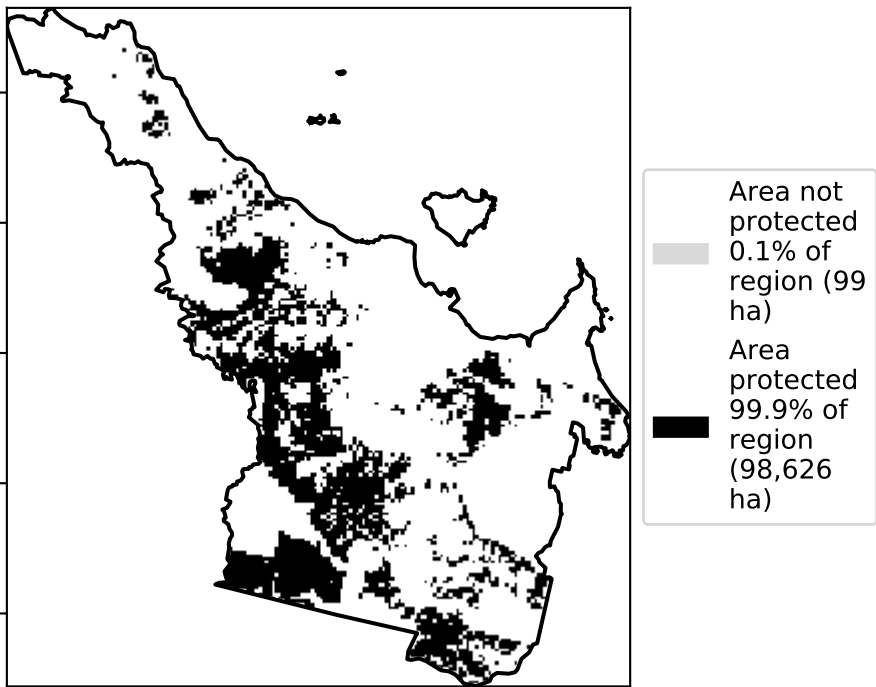 Area not
protected
0.1% of
region (99
ha)
Area
protected
99.9% of
region
(98,626
ha)